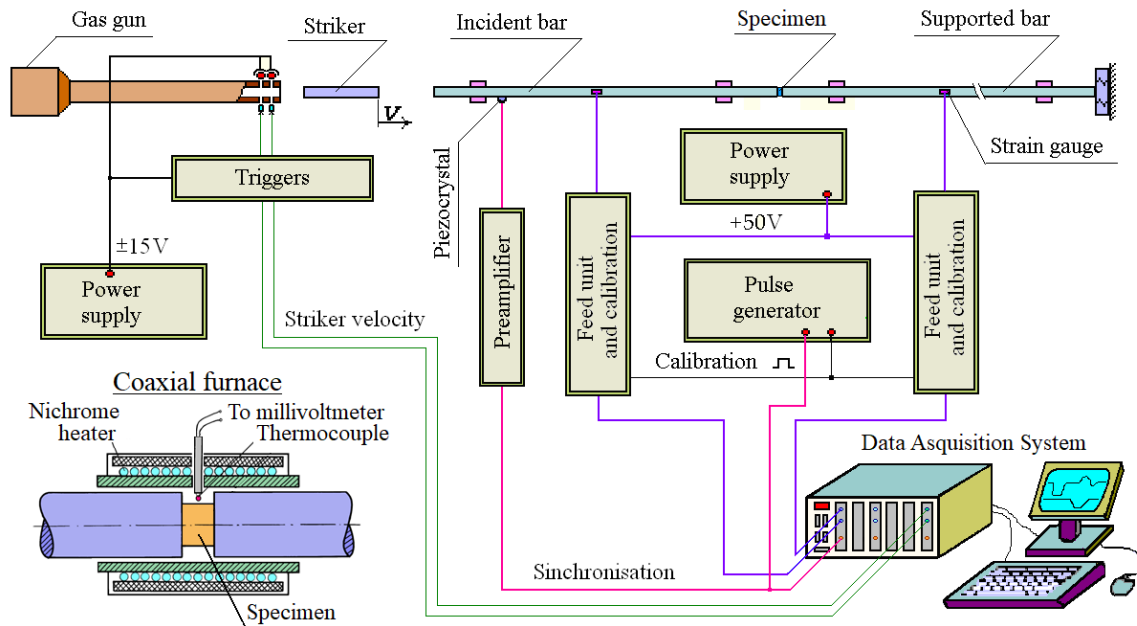 Gas gun
Striker
Incident bar
Specimen
Supported bar
V
Piezocrystal
Strain gauge
Triggers
Power
supply
+50V
±15V
Power
supply
Preamplifier
Feed unit
and calibration
Pulse
generator
Feed unit
and calibration
Striker velocity
Calibration
Coaxial furnace
Nichrome
heater
To millivoltmeter
Thermocouple
Data Asquisition System
Sinchronisation
Specimen